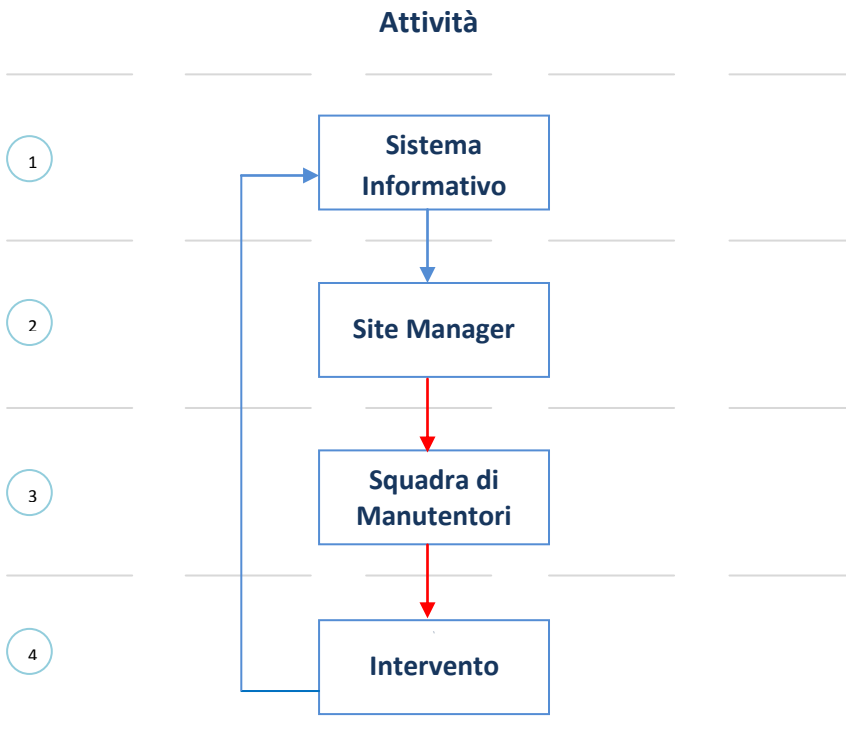 Attività
1
Sistema
Informativo
2
Site Manager
3
Squadra di
Manutentori
4
Intervento